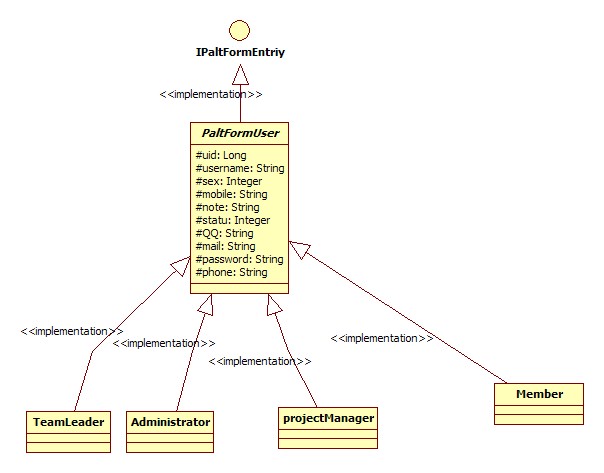 IPaltFormEntriy
<<implementation>>
PaltFormUser
#uid: Long
#username: String
#sex: Integer
#mobile: String
#note: String
#statu: Integer
#QQ: String
#mail: String
#password: String
#phone: String
<<implementation>>
<<implementation>>
<<implementation>>
<<implementation>>
TeamLeader
Administrator
projectManager
Member